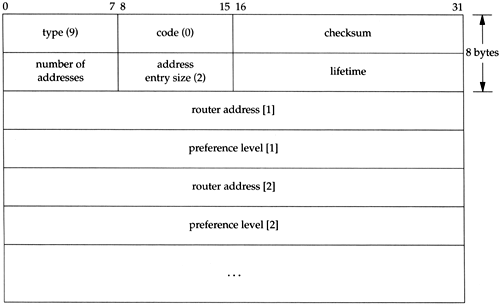 0 7 8 15 16 31
type (9) code (0) checksum
8 bytes
number of addresses
address entry size (2)
lifetime
router address [1]
preference level [1]
router address [2]
preference level [2]
...